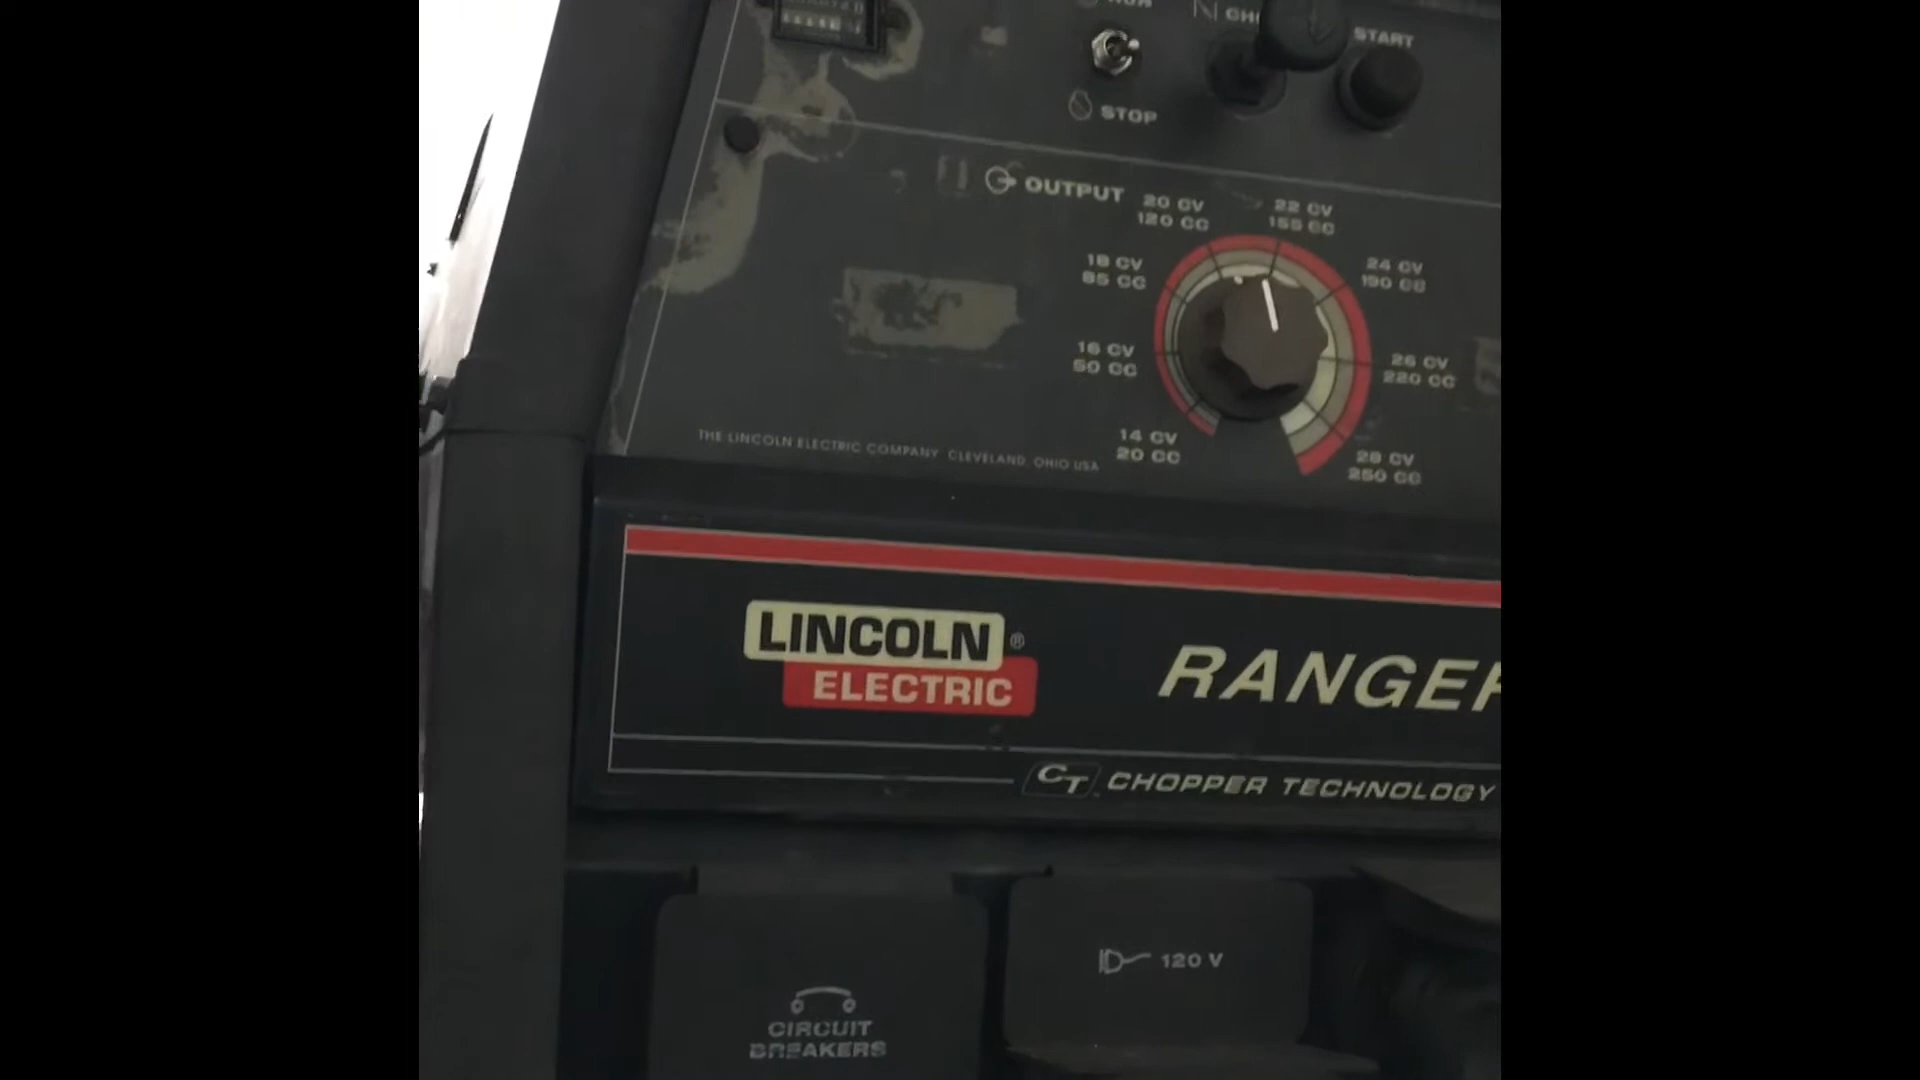 STOP
START
OUTPUT
20 CV
120 CC
22 CV
155 CC
18 CV
85 CC
24 CV
190 CC
16 CV
50 CC
26 CV
220 CC
14 CV
20 CC
28 CV
250 CC
THE LINCOLN ELECTRIC COMPANY CLEVELAND, OHIO USA
LINCOLN ®
ELECTRIC
RANGER
CT CHOPPER TECHNOLOGY
120 V
CIRCUIT
BREAKERS